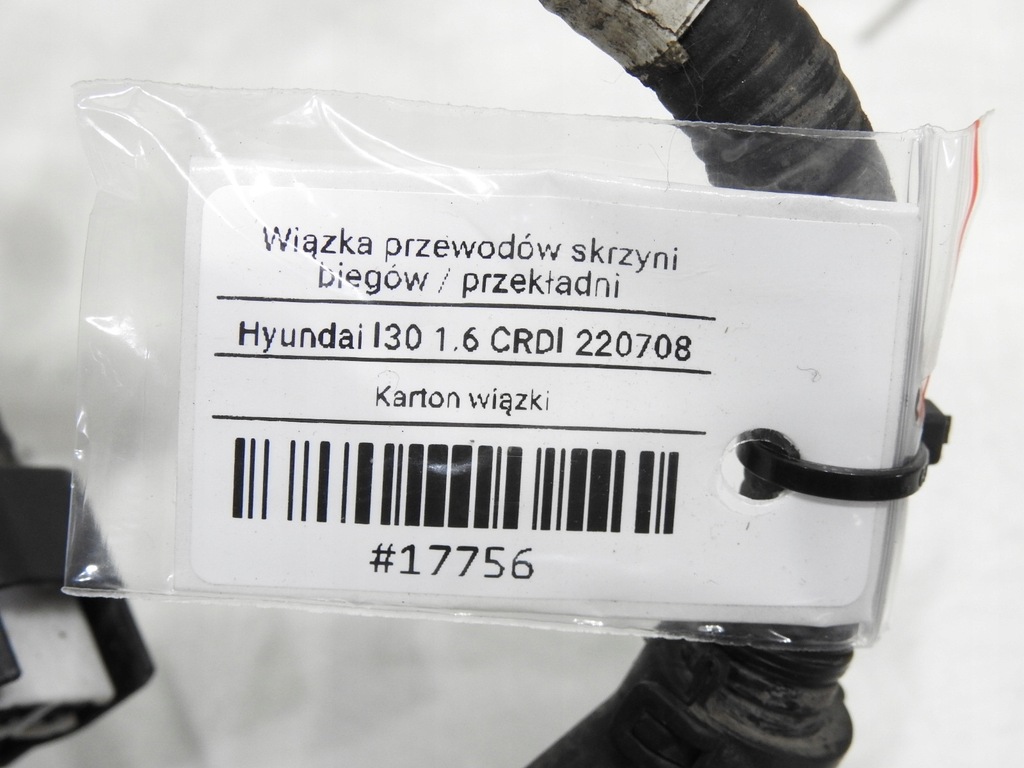 Wiązka przewodów skrzyni
biegów / przekładni
Hyundai I30 1.6 CRDI 220708
Karton wiązki
#17756